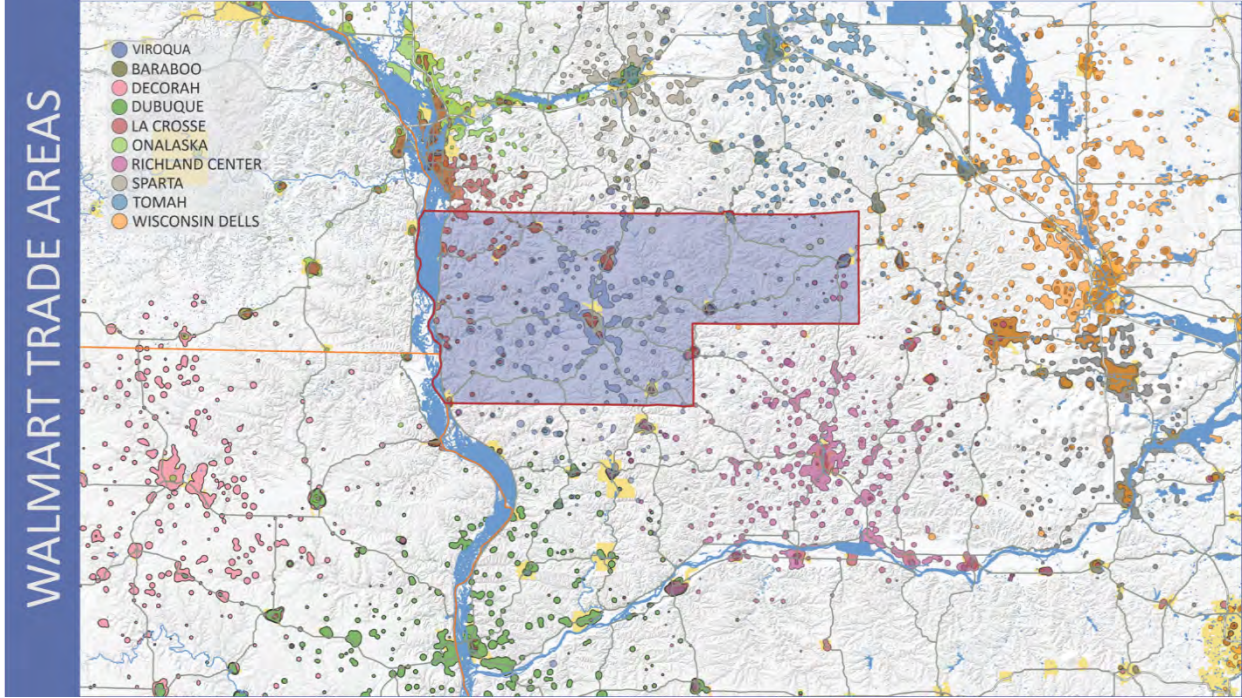 WALMART TRADE AREAS
VIROQUA
BARABOO
DECORAH
DUBUQUE
LA CROSSE
ONALASKA
RICHLAND CENTER
SPARTA
TOMAH
WISCONSIN DELLS